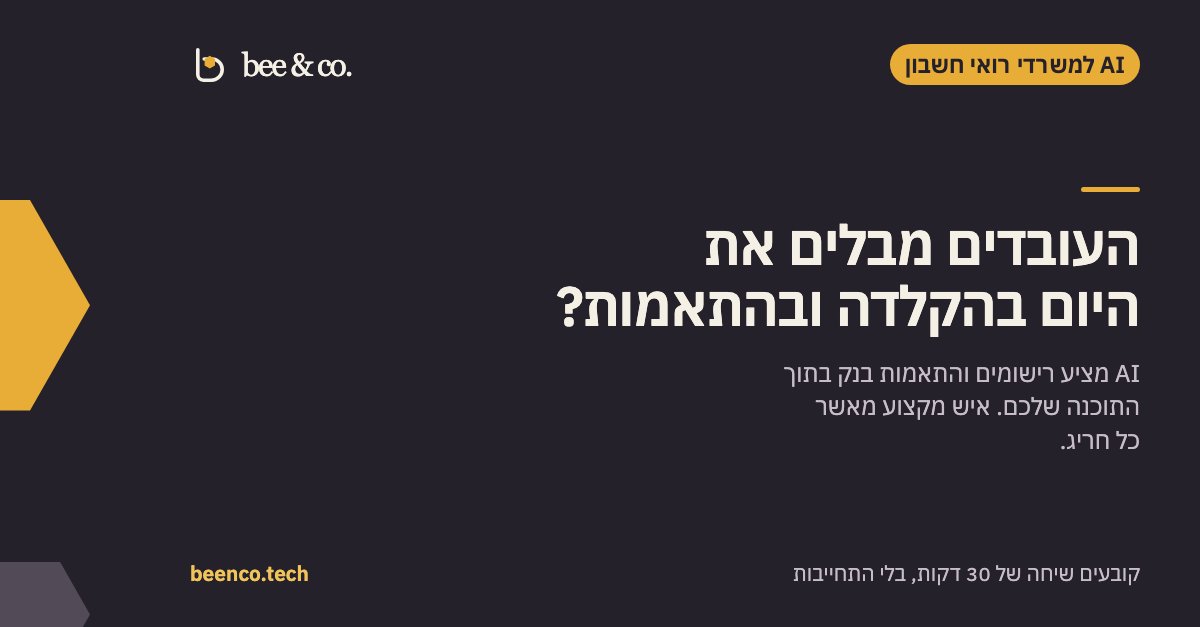 AI למשרדי רואי חשבון
bee & co.
העובדים מבלים את
היום בהקלדה ובהתאמות?
AI מציע רישומים והתאמות בנק בתוך
התוכנה שלכם. איש מקצוע מאשר
כל חריג.
קובעים שיחה של 30 דקות, בלי התחייבות
beenco.tech